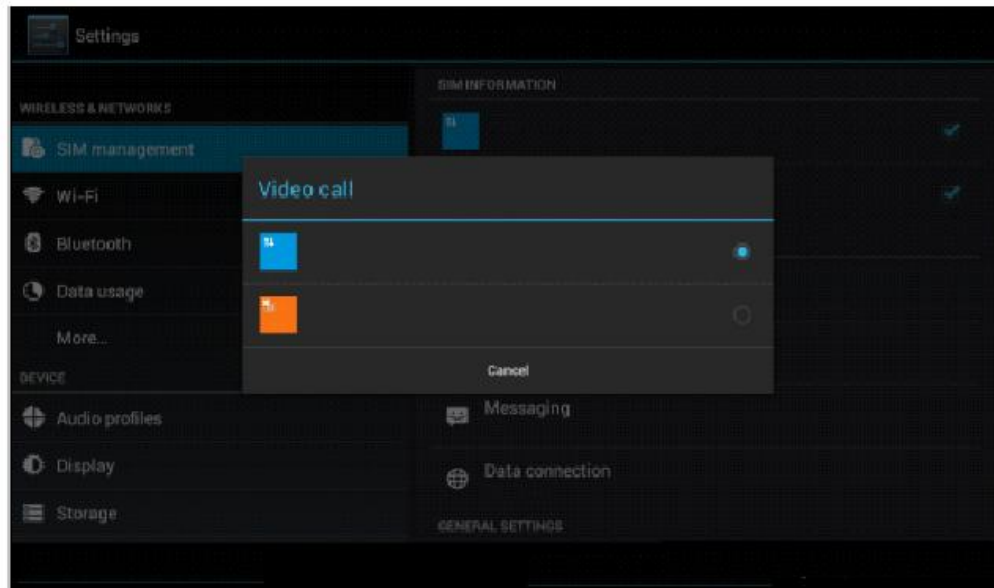 Settings
SIM INFORMATION
WIRELESS & NETWORKS
SIM management
Wi-Fi
Bluetooth
Data usage
More...
DEVICE
Audio profiles
Display
Storage
Video call
Cancel
Messaging
Data connection
GENERAL SETTINGS